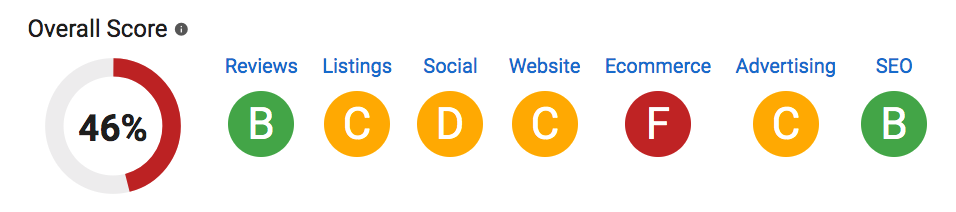 Overall Score
46%
Reviews Listings Social Website Ecommerce Advertising SEO
B C D C F C B